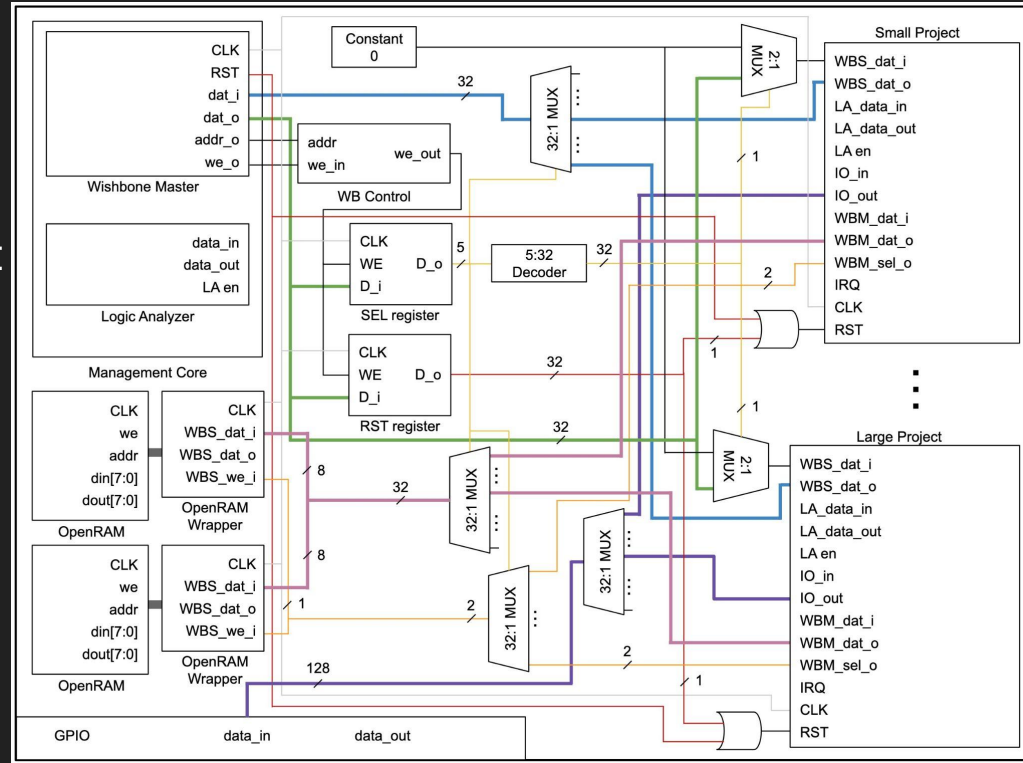 CLK
RST
dat_i
dat_o
addr_o
we_o
Wishbone Master
data_in
data_out
LA en
Logic Analyzer
Management Core
Constant
0
addr
we_in
we_out
WB Control
CLK
WE
D_i
D_o
SEL register
5
5:32
Decoder
32
CLK
WE
D_i
D_o
RST register
32
32
32:1 MUX
2:1
MUX
1
32
1
2
1
Small Project
WBS_dat_i
WBS_dat_o
LA_data_in
LA_data_out
LA en
IO_in
IO_out
WBM_dat_i
WBM_dat_o
WBM_sel_o
IRQ
CLK
RST
CLK
we
addr
din[7:0]
dout[7:0]
OpenRAM
CLK
WBS_dat_i
WBS_dat_o
WBS_we_i
OpenRAM
Wrapper
CLK
we
addr
din[7:0]
dout[7:0]
OpenRAM
CLK
WBS_dat_i
WBS_dat_o
WBS_we_i
OpenRAM
Wrapper
8
8
32
1
32:1 MUX
2
32:1 MUX
32:1 MUX
128
2:1
MUX
2
1
Large Project
WBS_dat_i
WBS_dat_o
LA_data_in
LA_data_out
LA en
IO_in
IO_out
WBM_dat_i
WBM_dat_o
WBM_sel_o
IRQ
CLK
RST
GPIO
data_in
data_out